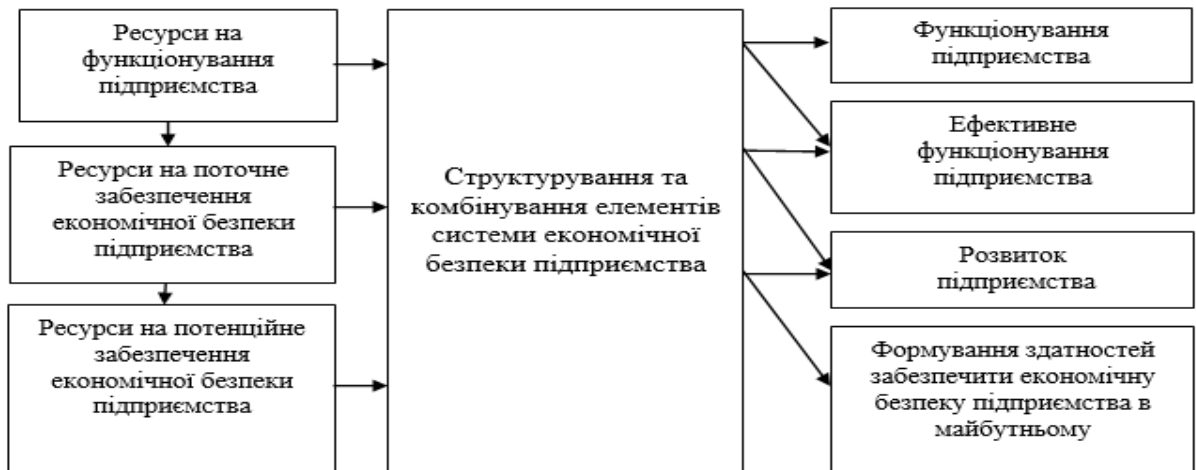 Ресурси на
функціонування
підприємства
Ресурси на поточне
забезпечення
економічної безпеки
підприємства
Ресурси на потенційне
забезпечення
економічної безпеки
підприємства
Структурування та
комбінування елементів
системи економічної
безпеки підприємства
Функціонування
підприємства
Ефективне
функціонування
підприємства
Розвиток
підприємства
Формування здатностей
забезпечити економічну
безпеку підприємства в
майбутньому